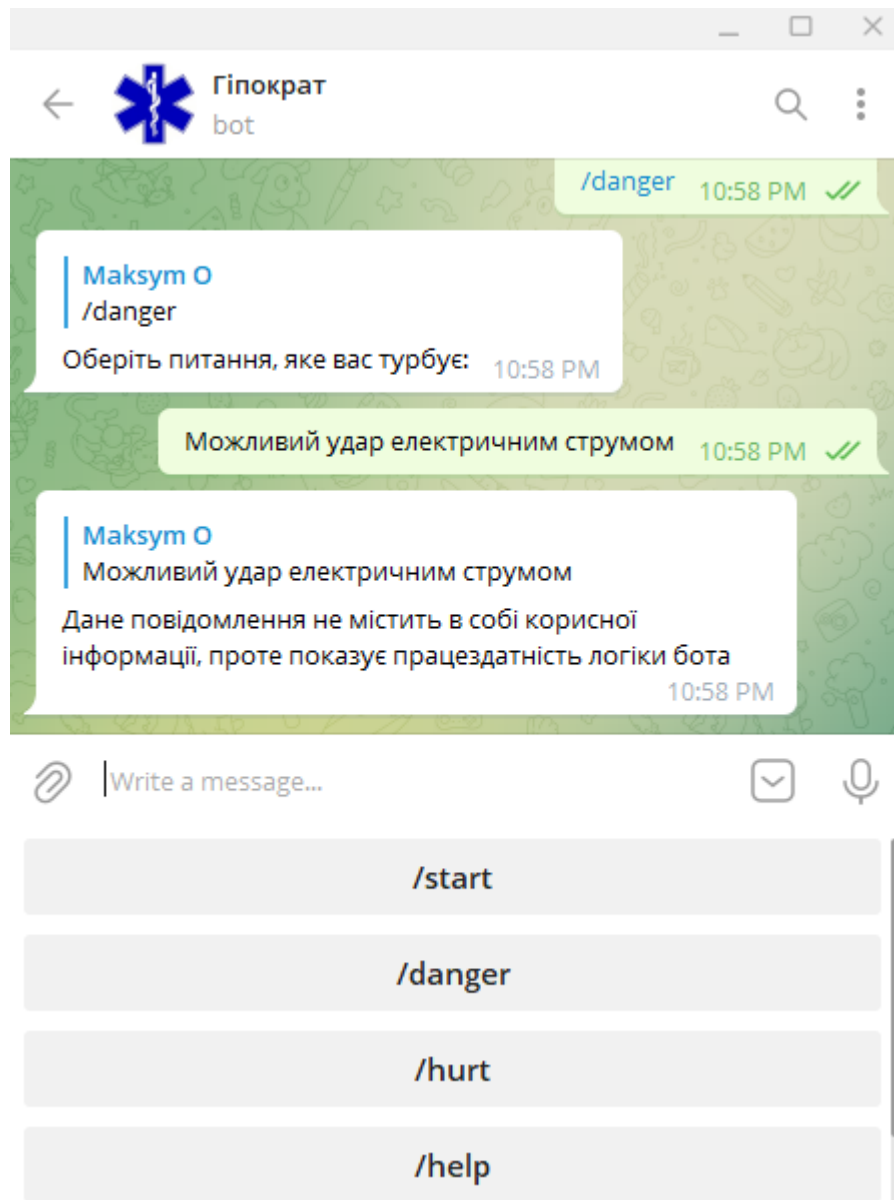 Гіпократ
bot
/danger 10:58 PM
Maksym O
/danger
Оберіть питання, яке вас турбує: 10:58 PM
Можливий удар електричним струмом 10:58 PM
Maksym O
Можливий удар електричним струмом
Дане повідомлення не містить в собі корисної
інформації, проте показує працездатність логіки бота
10:58 PM
Write a message...
/start
/danger
/hurt
/help